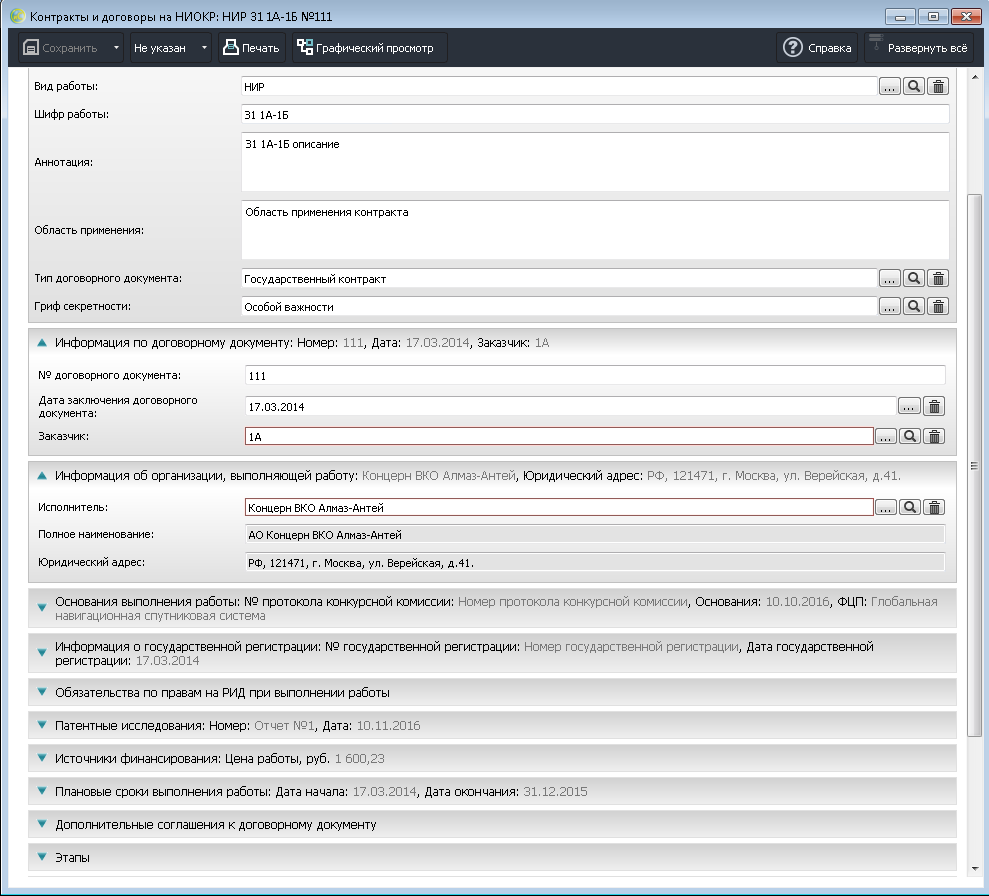 Контракты и договоры на НИОКР: НИР 31 1А-1Б №111
Сохранить Не указан Печать Графический просмотр Справка Развернуть всё
Вид работы: НИР ...
Шифр работы: 31 1А-1Б
Аннотация: 31 1А-1Б описание
Область применения: Область применения контракта
Тип договорного документа: Государственный контракт ...
Гриф секретности: Особой важности ...
Информация по договорному документу: Номер: 111, Дата: 17.03.2014, Заказчик: 1А
№ договорного документа: 111
Дата заключения договорного
документа: 17.03.2014 ...
Заказчик: 1А ...
Информация об организации, выполняющей работу: Концерн ВКО Алмаз-Антей, Юридический адрес: РФ, 121471, г. Москва, ул. Верейская, д.41.
Исполнитель: Концерн ВКО Алмаз-Антей ...
Полное наименование: АО Концерн ВКО Алмаз-Антей
Юридический адрес: РФ, 121471, г. Москва, ул. Верейская, д.41.
Основания выполнения работы: № протокола конкурсной комиссии: Номер протокола конкурсной комиссии, Основания: 10.10.2016, ФЦП: Глобальная
навигационная спутниковая система
Информация о государственной регистрации: № государственной регистрации: Номер государственной регистрации, Дата государственной
регистрации: 17.03.2014
Обязательства по правам на РИД при выполнении работы
Патентные исследования: Номер: Отчет №1, Дата: 10.11.2016
Источники финансирования: Цена работы, руб. 1 600,23
Плановые сроки выполнения работы: Дата начала: 17.03.2014, Дата окончания: 31.12.2015
Дополнительные соглашения к договорному документу
Этапы